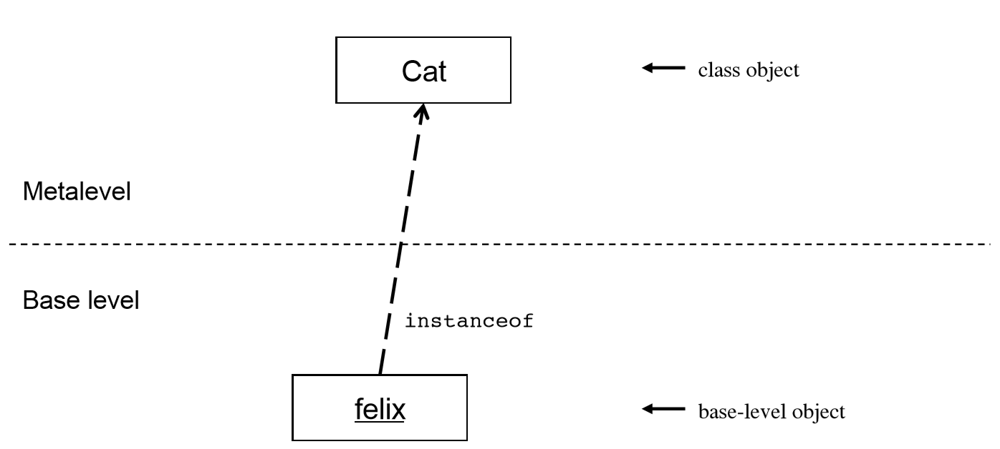 Cat
class object
Metalevel
Base level
instanceof
felix
base-level object